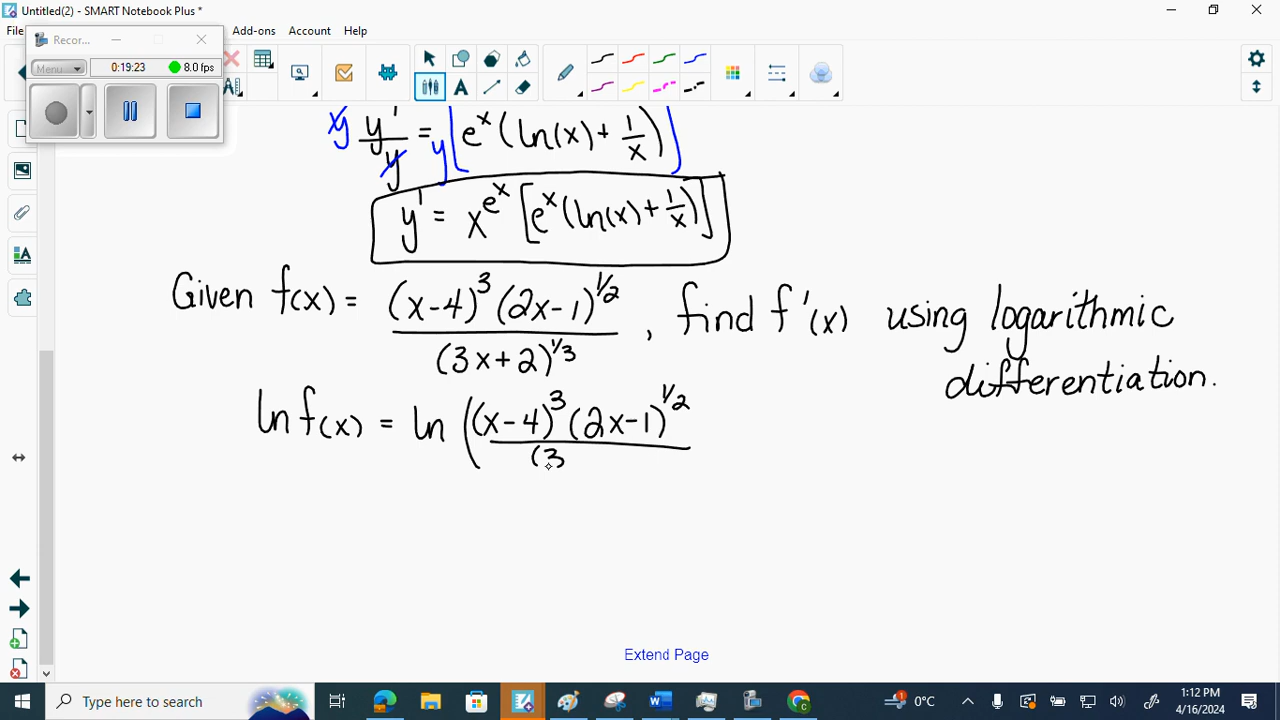 Untitled(2) - SMART Notebook Plus *
File Add-ons Account Help
Recor...
Menu 0:19:23 8.0 fps
xy y'/y = y[e^x(ln(x) + 1/x)]
y' = x^(e^x) [e^x(ln(x) + 1/x)]
Given f(x) = (x-4)^3 (2x-1)^(1/2) / (3x+2)^(1/3) , find f'(x) using logarithmic
differentiation.
ln f(x) = ln ((x-4)^3 (2x-1)^(1/2) / (3
Extend Page
Type here to search
0°C
1:12 PM
4/16/2024